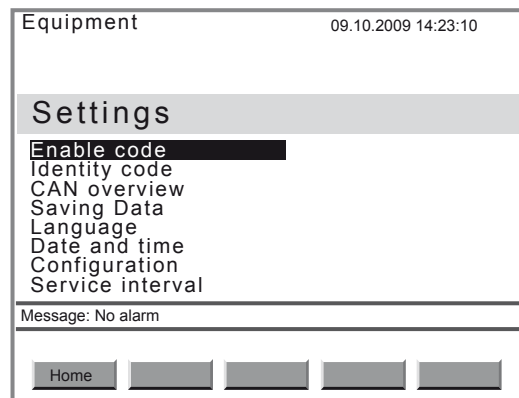 Equipment 09.10.2009 14:23:10
Settings
Enable code
Identity code
CAN overview
Saving Data
Language
Date and time
Configuration
Service interval
Message: No alarm
Home